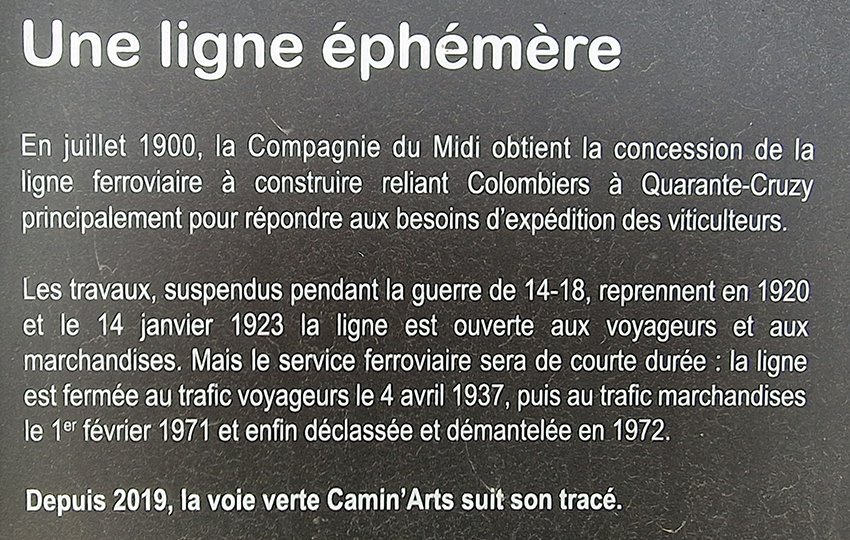 Une ligne éphémère
En juillet 1900, la Compagnie du Midi obtient la concession de la
ligne ferroviaire à construire reliant Colombiers à Quarante-Cruzy
principalement pour répondre aux besoins d'expédition des viticulteurs.
Les travaux, suspendus pendant la guerre de 14-18, reprennent en 1920
et le 14 janvier 1923 la ligne est ouverte aux voyageurs et aux
marchandises. Mais le service ferroviaire sera de courte durée : la ligne
est fermée au trafic voyageurs le 4 avril 1937, puis au trafic marchandises
le 1er février 1971 et enfin déclassée et démantelée en 1972.
Depuis 2019, la voie verte Camin'Arts suit son tracé.